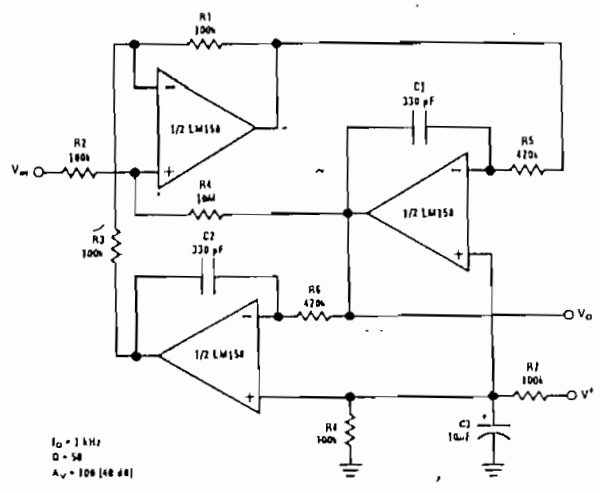 R1
100k
C1
330 pF
R2
100k
1/2 LM158
R5
420k
VIN
R4
10M
1/2 LM158
R3
100k
C2
330 pF
R6
420k
VO
1/2 LM158
R7
100k
V+
R8
100k
C3
10µF
fo = 1 kHz
Q = 50
AV = 100 (40 dB)